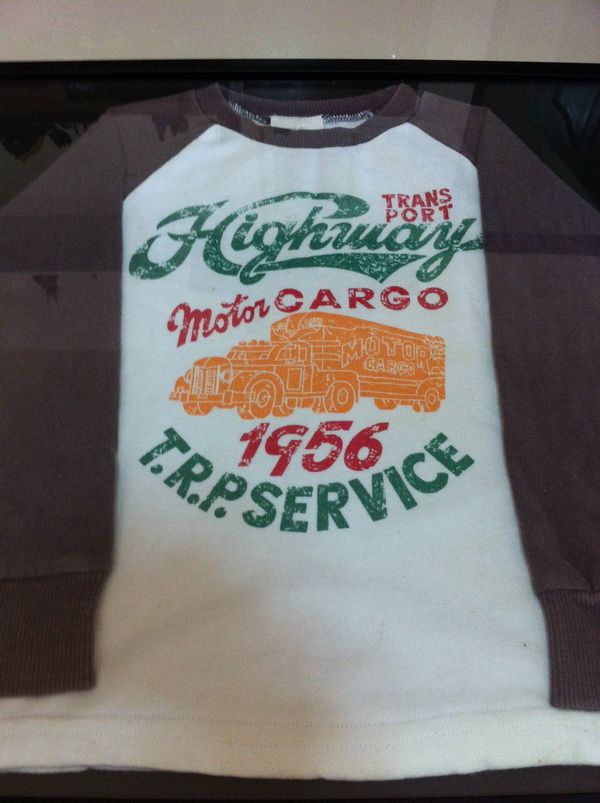 TRANS
PORT
Highway
Motor CARGO
MOTOR
CARGO
1956
T.R.P. SERVICE